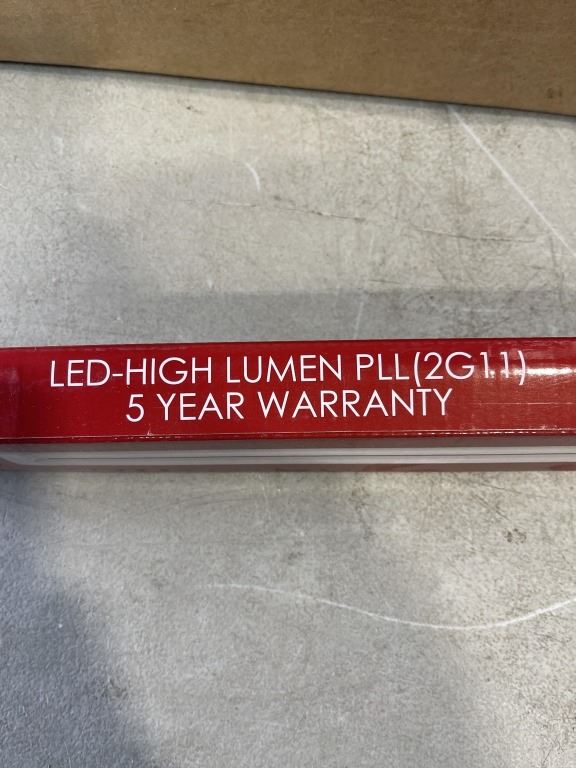 LED-HIGH LUMEN PLL(2G11)
5 YEAR WARRANTY